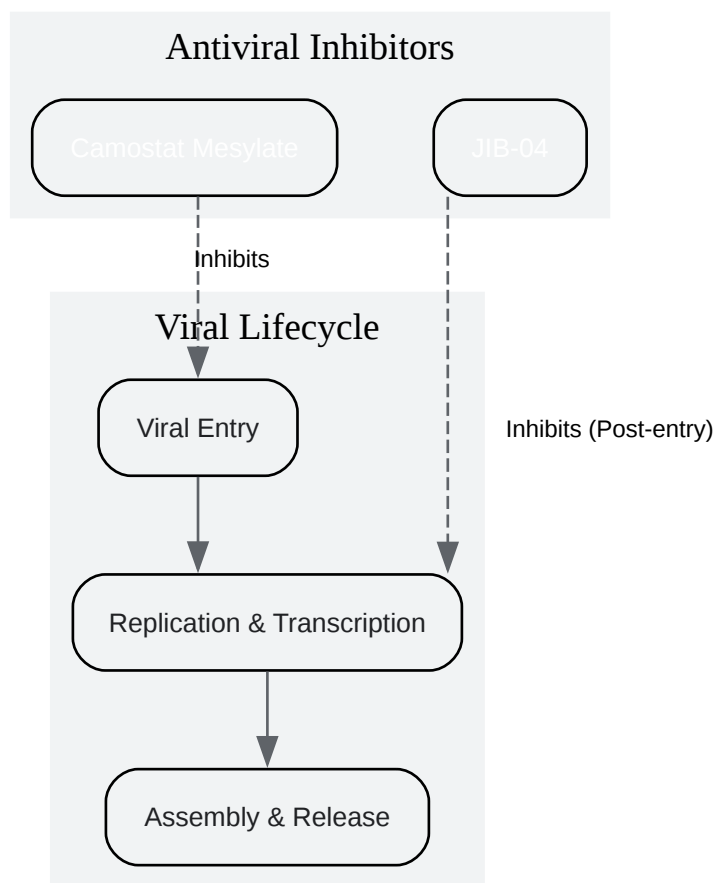 Antiviral Inhibitors
Camostat Mesylate
JIB-04
Inhibits
Viral Lifecycle
Viral Entry
Inhibits (Post-entry)
Replication & Transcription
Assembly & Release